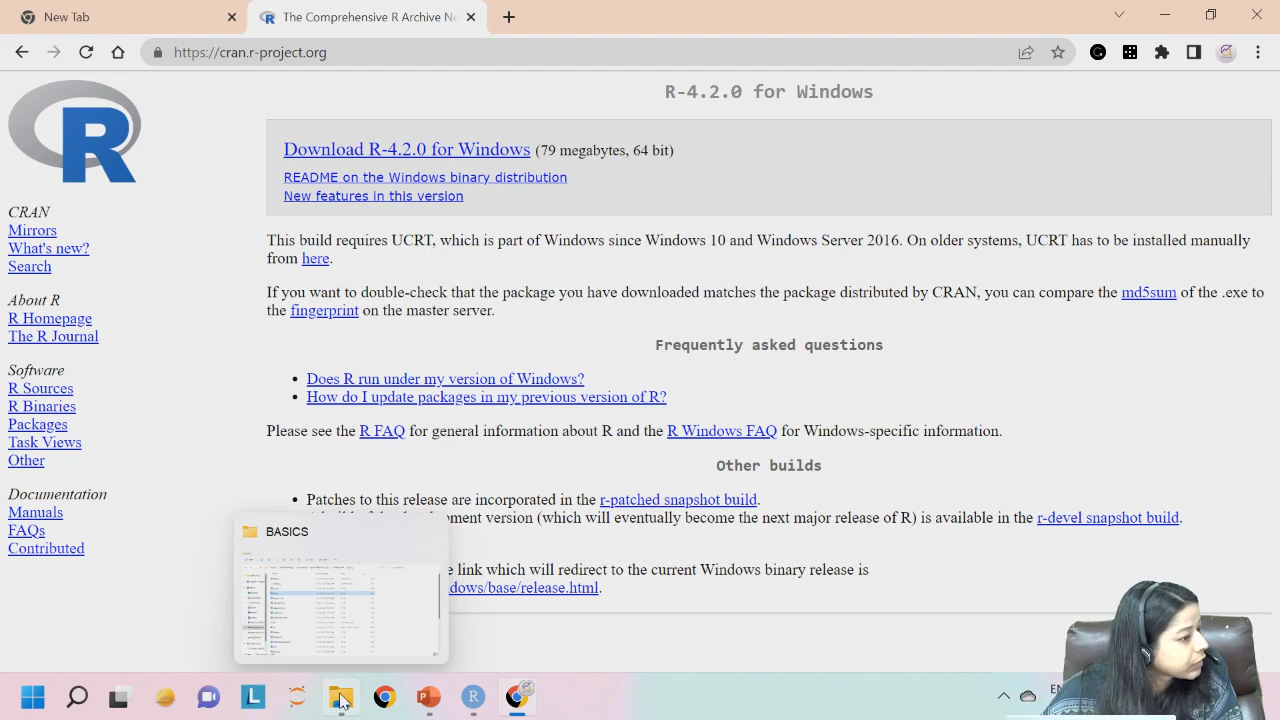 New Tab
The Comprehensive R Archive Ne
https://cran.r-project.org
R
CRAN
Mirrors
What's new?
Search
About R
R Homepage
The R Journal
Software
R Sources
R Binaries
Packages
Task Views
Other
Documentation
Manuals
FAQs
Contributed
R-4.2.0 for Windows
Download R-4.2.0 for Windows (79 megabytes, 64 bit)
README on the Windows binary distribution
New features in this version
This build requires UCRT, which is part of Windows since Windows 10 and Windows Server 2016. On older systems, UCRT has to be installed manually
from here.
If you want to double-check that the package you have downloaded matches the package distributed by CRAN, you can compare the md5sum of the .exe to
the fingerprint on the master server.
Frequently asked questions
Does R run under my version of Windows?
How do I update packages in my previous version of R?
Please see the R FAQ for general information about R and the R Windows FAQ for Windows-specific information.
Other builds
Patches to this release are incorporated in the r-patched snapshot build.
version (which will eventually become the next major release of R) is available in the r-devel snapshot build.
link which will redirect to the current Windows binary release is
dows/base/release.html.
BASICS
L
R